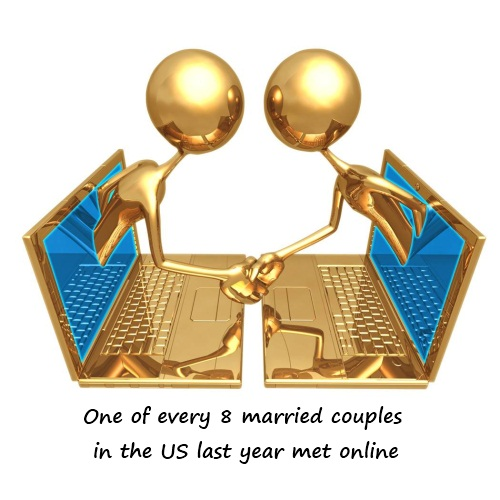 One of every 8 married couples
in the US last year met online